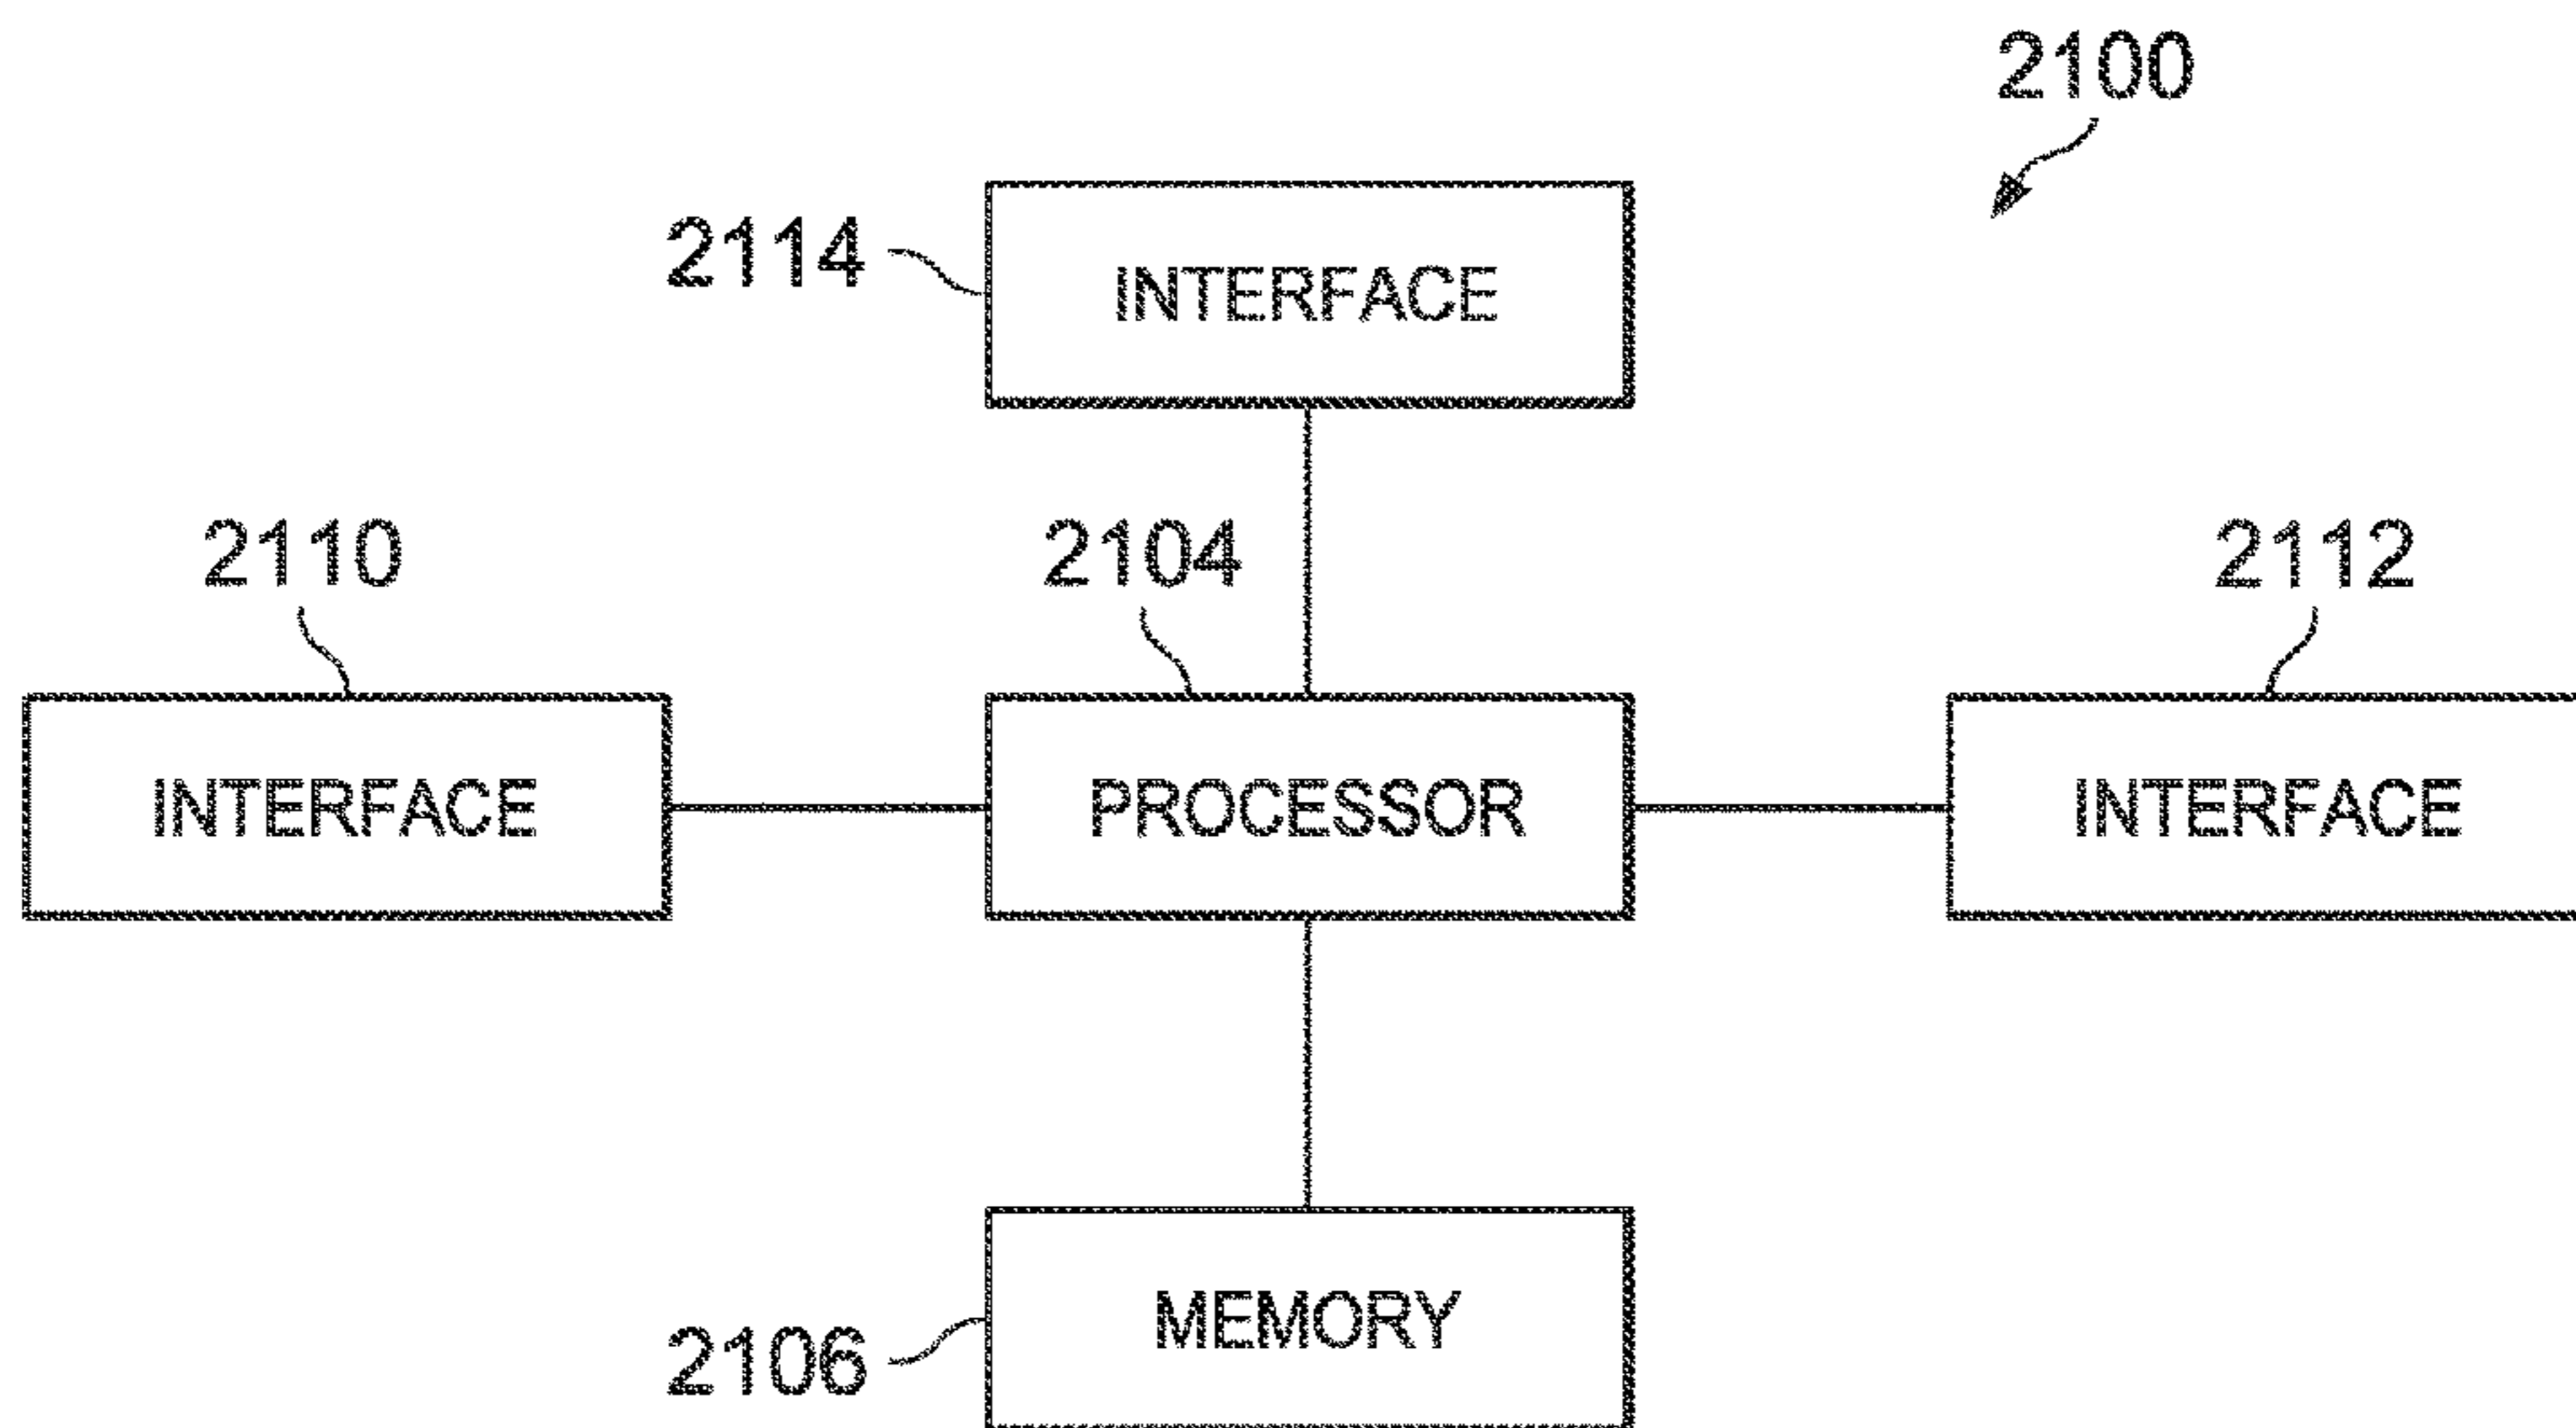 2100
2114
INTERFACE
2110
2104
2112
INTERFACE
PROCESSOR
INTERFACE
MEMORY
2106